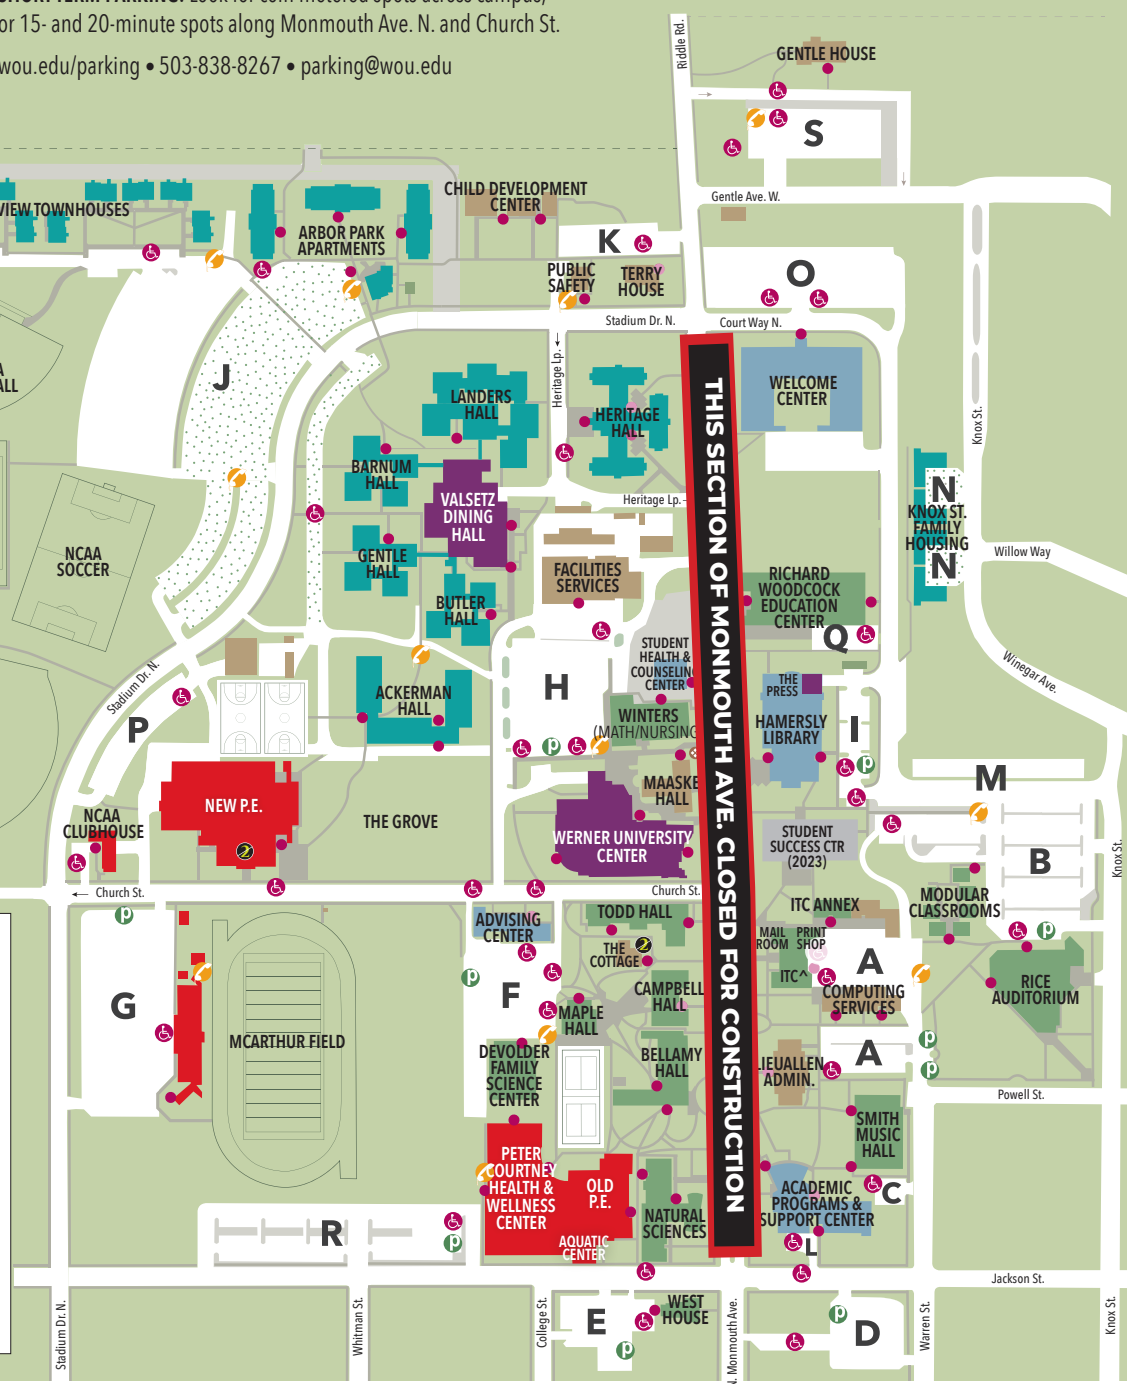 or 15- and 20-minute spots along Monmouth Ave. N. and Church St.
wou.edu/parking • 503-838-8267 • parking@wou.edu
Riddle Rd.
GENTLE HOUSE
S
Gentle Ave. W.
CHILD DEVELOPMENT
CENTER
VIEW TOWNHOUSES
ARBOR PARK
APARTMENTS
K
PUBLIC
SAFETY
TERRY
HOUSE
O
Stadium Dr. N.
Court Way N.
Heritage Lp.
J
LANDERS
HALL
HERITAGE
HALL
WELCOME
CENTER
Knox St.
THIS SECTION OF MONMOUTH AVE. CLOSED FOR CONSTRUCTION
BARNUM
HALL
VALSETZ
DINING
HALL
Heritage Lp.
N
KNOX ST.
FAMILY
HOUSING
N
Willow Way
NCAA
SOCCER
GENTLE
HALL
FACILITIES
SERVICES
RICHARD
WOODCOCK
EDUCATION
CENTER
BUTLER
HALL
Q
STUDENT
HEALTH &
COUNSELING
CENTER
Winegar Ave.
Stadium Dr. N.
P
ACKERMAN
HALL
H
THE
PRESS
WINTERS
(MATH/NURSING
HAMERSLY
LIBRARY
I
M
NEW P.E.
MAASKE
HALL
NCAA
CLUBHOUSE
THE GROVE
WERNER UNIVERSITY
CENTER
STUDENT
SUCCESS CTR
(2023)
B
Knox St.
Church St.
Church St.
MODULAR
CLASSROOMS
ADVISING
CENTER
TODD HALL
ITC ANNEX
MAIL
ROOM
PRINT
SHOP
THE
COTTAGE
A
ITC^
G
F
CAMPBELL
HALL
COMPUTING
SERVICES
RICE
AUDITORIUM
MAPLE
HALL
MCARTHUR FIELD
DEVOLDER
FAMILY
SCIENCE
CENTER
BELLAMY
HALL
LIEUALLEN
ADMIN.
A
Powell St.
SMITH
MUSIC
HALL
PETER
COURTNEY
HEALTH &
WELLNESS
CENTER
OLD
P.E.
AQUATIC
CENTER
NATURAL
SCIENCES
ACADEMIC
PROGRAMS &
SUPPORT CENTER
C
L
R
Jackson St.
E
WEST
HOUSE
D
Stadium Dr. N.
Whitman St.
College St.
N. Monmouth Ave.
Warren St.
Knox St.